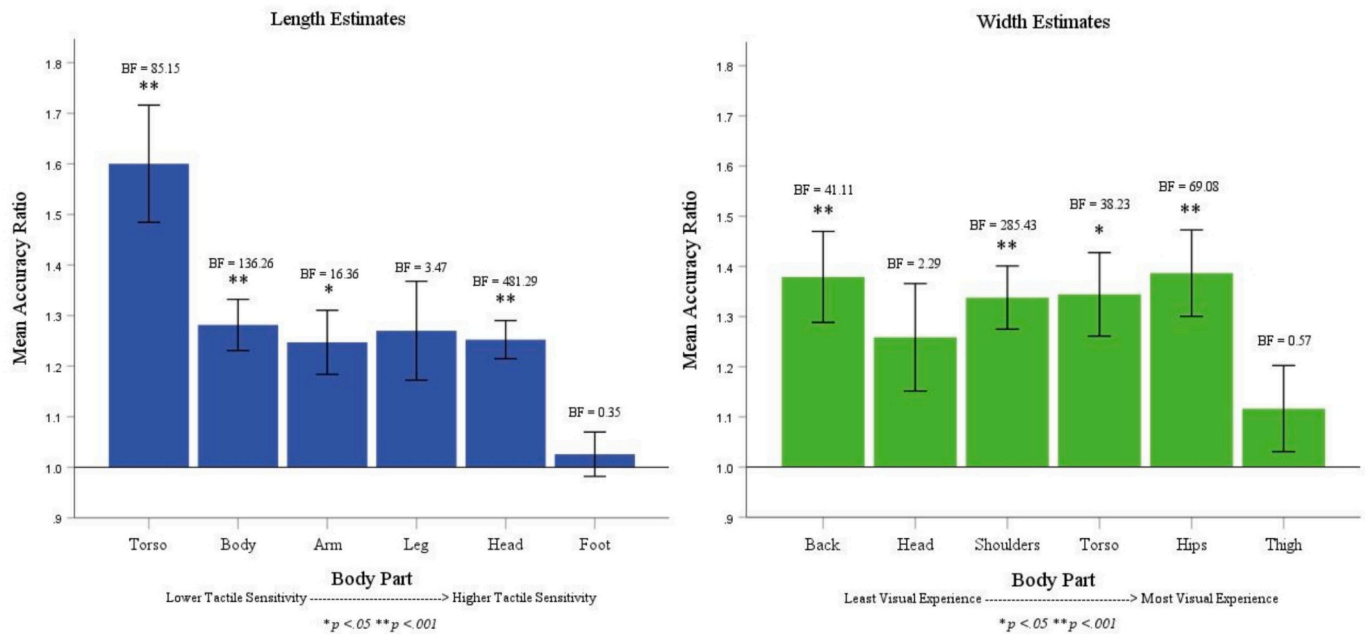 Length Estimates
Mean Accuracy Ratio
1.8
1.7
1.6
1.5
1.4
1.3
1.2
1.1
1.0
.9
BF = 85.15
**
BF = 136.26
**
BF = 16.36
*
BF = 3.47
BF = 481.29
**
BF = 0.35
Torso Body Arm Leg Head Foot
Body Part
Lower Tactile Sensitivity ----------------------------> Higher Tactile Sensitivity
*p <.05 **p <.001
Width Estimates
Mean Accuracy Ratio
1.8
1.7
1.6
1.5
1.4
1.3
1.2
1.1
1.0
.9
BF = 41.11
**
BF = 2.29
BF = 285.43
**
BF = 38.23
*
BF = 69.08
**
BF = 0.57
Back Head Shoulders Torso Hips Thigh
Body Part
Least Visual Experience ------------------------------> Most Visual Experience
*p <.05 **p <.001